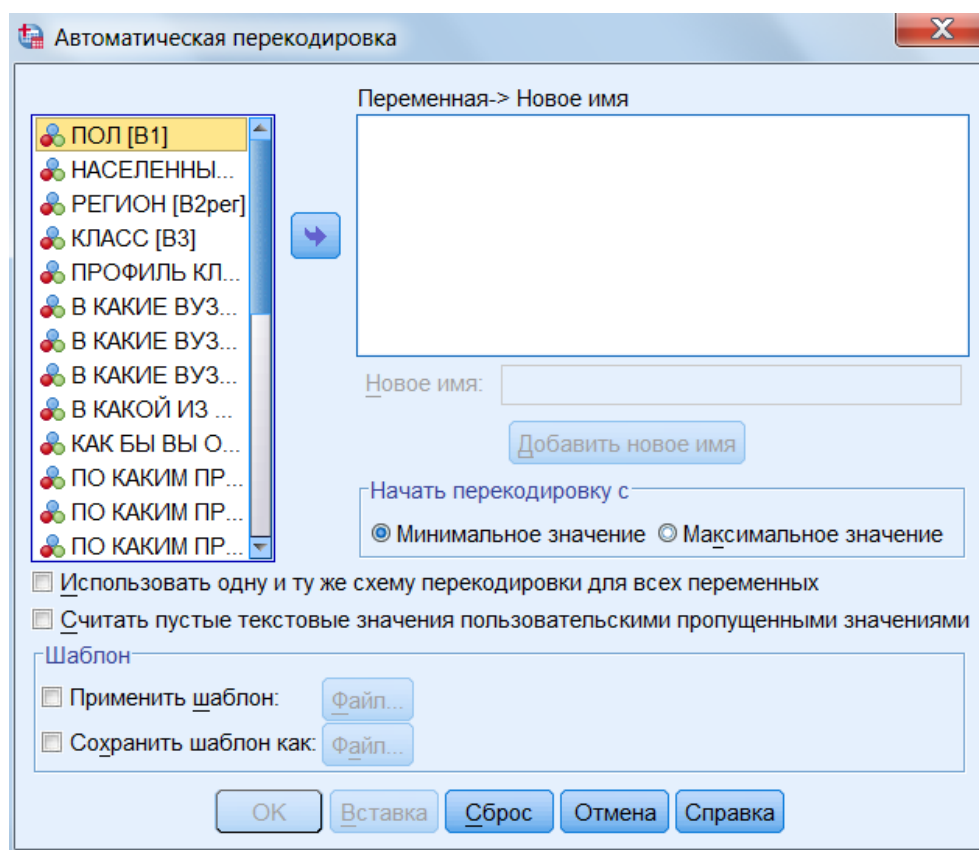 Автоматическая перекодировка
Переменная-> Новое имя
ПОЛ [В1]
НАСЕЛЕННЫ...
РЕГИОН [В2рег]
КЛАСС [В3]
ПРОФИЛЬ КЛ...
В КАКИЕ ВУЗ...
В КАКИЕ ВУЗ...
В КАКИЕ ВУЗ...
В КАКОЙ ИЗ ...
КАК БЫ ВЫ О...
ПО КАКИМ ПР...
ПО КАКИМ ПР...
ПО КАКИМ ПР...
Новое имя:
Добавить новое имя
Начать перекодировку с
Минимальное значение Максимальное значение
Использовать одну и ту же схему перекодировки для всех переменных
Считать пустые текстовые значения пользовательскими пропущенными значениями
Шаблон
Применить шаблон: Файл...
Сохранить шаблон как: Файл...
OK Вставка Сброс Отмена Справка